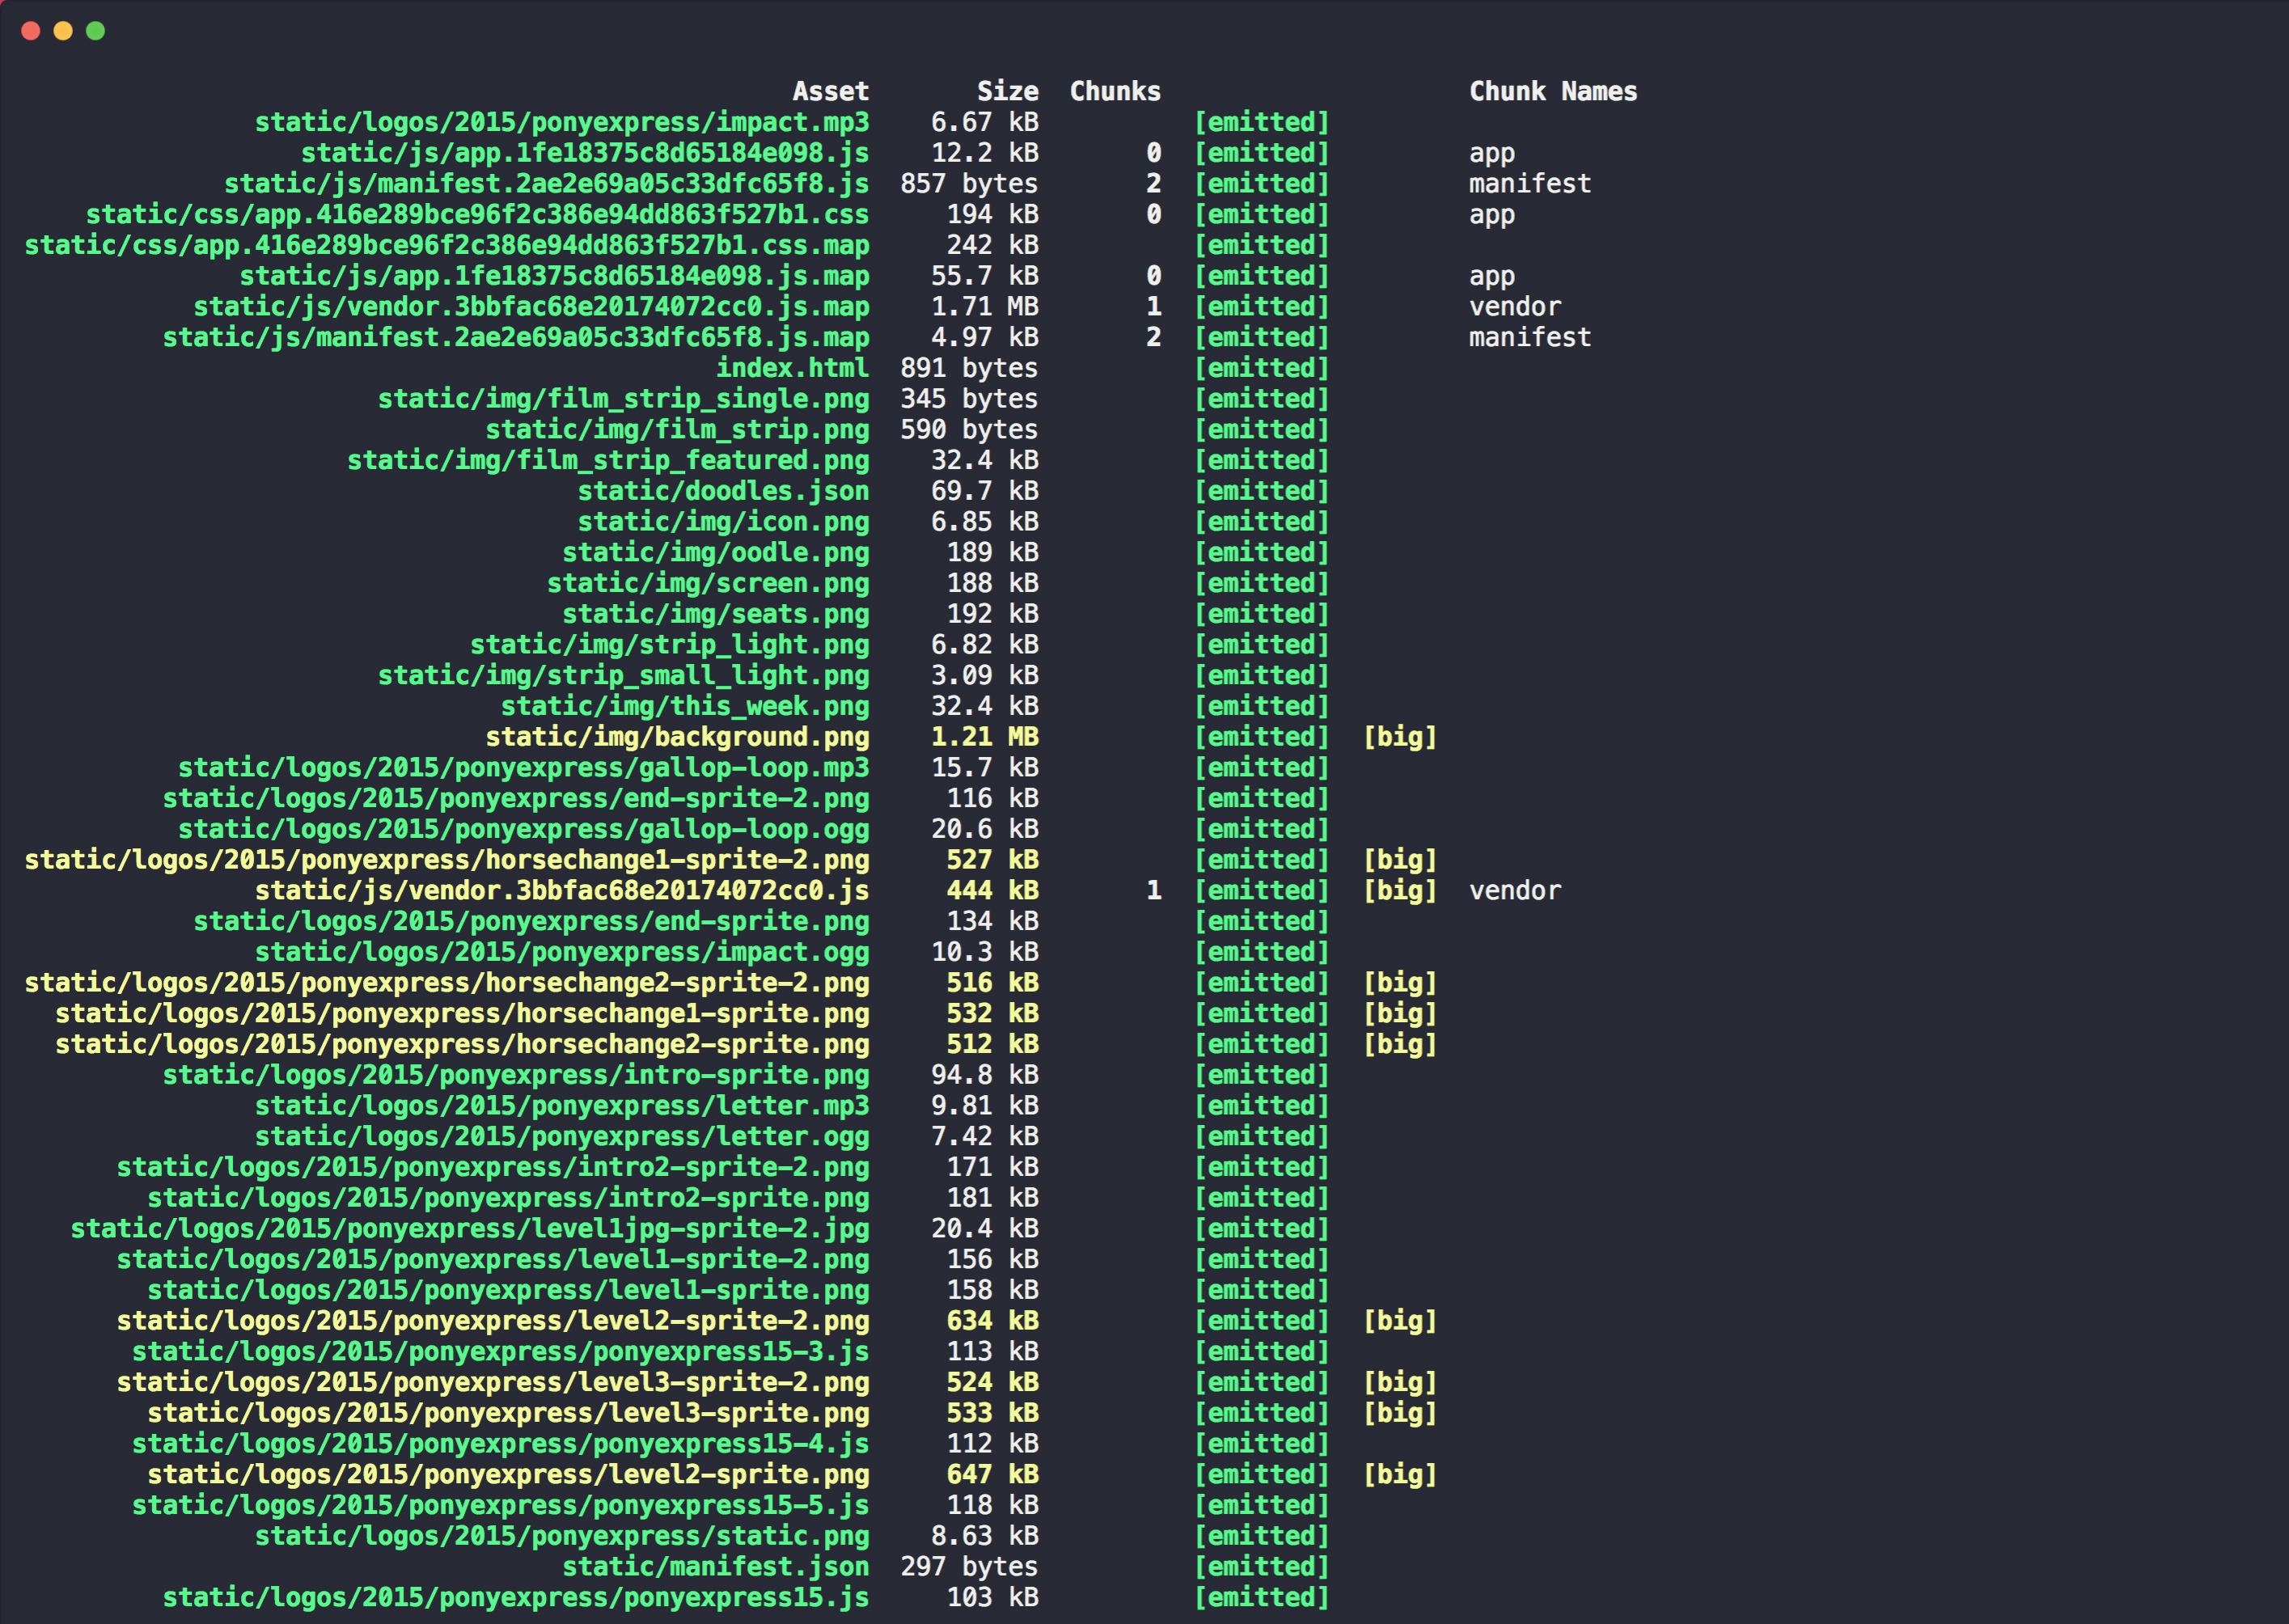 Asset Size Chunks Chunk Names
static/logos/2015/ponyexpress/impact.mp3 6.67 kB [emitted]
static/js/app.1fe18375c8d65184e098.js 12.2 kB 0 [emitted] app
static/js/manifest.2ae2e69a05c33dfc65f8.js 857 bytes 2 [emitted] manifest
static/css/app.416e289bce96f2c386e94dd863f527b1.css 194 kB 0 [emitted] app
static/css/app.416e289bce96f2c386e94dd863f527b1.css.map 242 kB [emitted]
static/js/app.1fe18375c8d65184e098.js.map 55.7 kB 0 [emitted] app
static/js/vendor.3bbfac68e20174072cc0.js.map 1.71 MB 1 [emitted] vendor
static/js/manifest.2ae2e69a05c33dfc65f8.js.map 4.97 kB 2 [emitted] manifest
index.html 891 bytes [emitted]
static/img/film_strip_single.png 345 bytes [emitted]
static/img/film_strip.png 590 bytes [emitted]
static/img/film_strip_featured.png 32.4 kB [emitted]
static/doodles.json 69.7 kB [emitted]
static/img/icon.png 6.85 kB [emitted]
static/img/oodle.png 189 kB [emitted]
static/img/screen.png 188 kB [emitted]
static/img/seats.png 192 kB [emitted]
static/img/strip_light.png 6.82 kB [emitted]
static/img/strip_small_light.png 3.09 kB [emitted]
static/img/this_week.png 32.4 kB [emitted]
static/img/background.png 1.21 MB [emitted] [big]
static/logos/2015/ponyexpress/gallop-loop.mp3 15.7 kB [emitted]
static/logos/2015/ponyexpress/end-sprite-2.png 116 kB [emitted]
static/logos/2015/ponyexpress/gallop-loop.ogg 20.6 kB [emitted]
static/logos/2015/ponyexpress/horsechange1-sprite-2.png 527 kB [emitted] [big]
static/js/vendor.3bbfac68e20174072cc0.js 444 kB 1 [emitted] [big] vendor
static/logos/2015/ponyexpress/end-sprite.png 134 kB [emitted]
static/logos/2015/ponyexpress/impact.ogg 10.3 kB [emitted]
static/logos/2015/ponyexpress/horsechange2-sprite-2.png 516 kB [emitted] [big]
static/logos/2015/ponyexpress/horsechange1-sprite.png 532 kB [emitted] [big]
static/logos/2015/ponyexpress/horsechange2-sprite.png 512 kB [emitted] [big]
static/logos/2015/ponyexpress/intro-sprite.png 94.8 kB [emitted]
static/logos/2015/ponyexpress/letter.mp3 9.81 kB [emitted]
static/logos/2015/ponyexpress/letter.ogg 7.42 kB [emitted]
static/logos/2015/ponyexpress/intro2-sprite-2.png 171 kB [emitted]
static/logos/2015/ponyexpress/intro2-sprite.png 181 kB [emitted]
static/logos/2015/ponyexpress/level1jpg-sprite-2.jpg 20.4 kB [emitted]
static/logos/2015/ponyexpress/level1-sprite-2.png 156 kB [emitted]
static/logos/2015/ponyexpress/level1-sprite.png 158 kB [emitted]
static/logos/2015/ponyexpress/level2-sprite-2.png 634 kB [emitted] [big]
static/logos/2015/ponyexpress/ponyexpress15-3.js 113 kB [emitted]
static/logos/2015/ponyexpress/level3-sprite-2.png 524 kB [emitted] [big]
static/logos/2015/ponyexpress/level3-sprite.png 533 kB [emitted] [big]
static/logos/2015/ponyexpress/ponyexpress15-4.js 112 kB [emitted]
static/logos/2015/ponyexpress/level2-sprite.png 647 kB [emitted] [big]
static/logos/2015/ponyexpress/ponyexpress15-5.js 118 kB [emitted]
static/logos/2015/ponyexpress/static.png 8.63 kB [emitted]
static/manifest.json 297 bytes [emitted]
static/logos/2015/ponyexpress/ponyexpress15.js 103 kB [emitted]